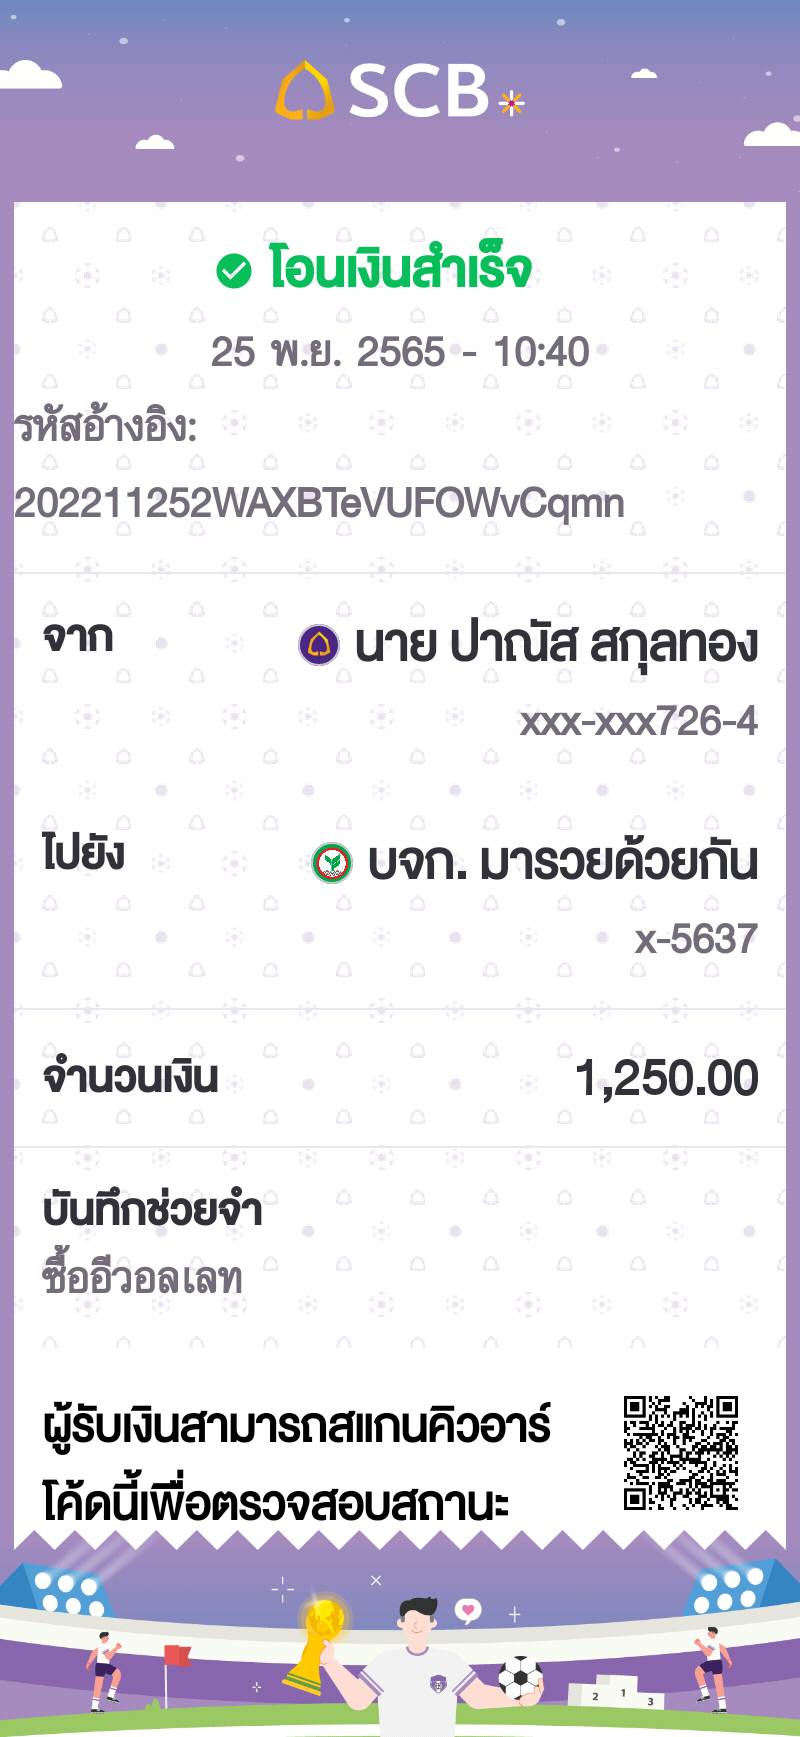 SCB
โอนเงินสำเร็จ
25 พ.ย. 2565 - 10:40
รหัสอ้างอิง:
202211252WAXBTeVUFOWvCqmn
จาก นาย ปาณัส สกุลทอง
xxx-xxx726-4
ไปยัง บจก. มารวยด้วยกัน
x-5637
จำนวนเงิน 1,250.00
บันทึกช่วยจำ
ซื้ออีวอลเลท
ผู้รับเงินสามารถสแกนคิวอาร์
โค้ดนี้เพื่อตรวจสอบสถานะ
2 1 3